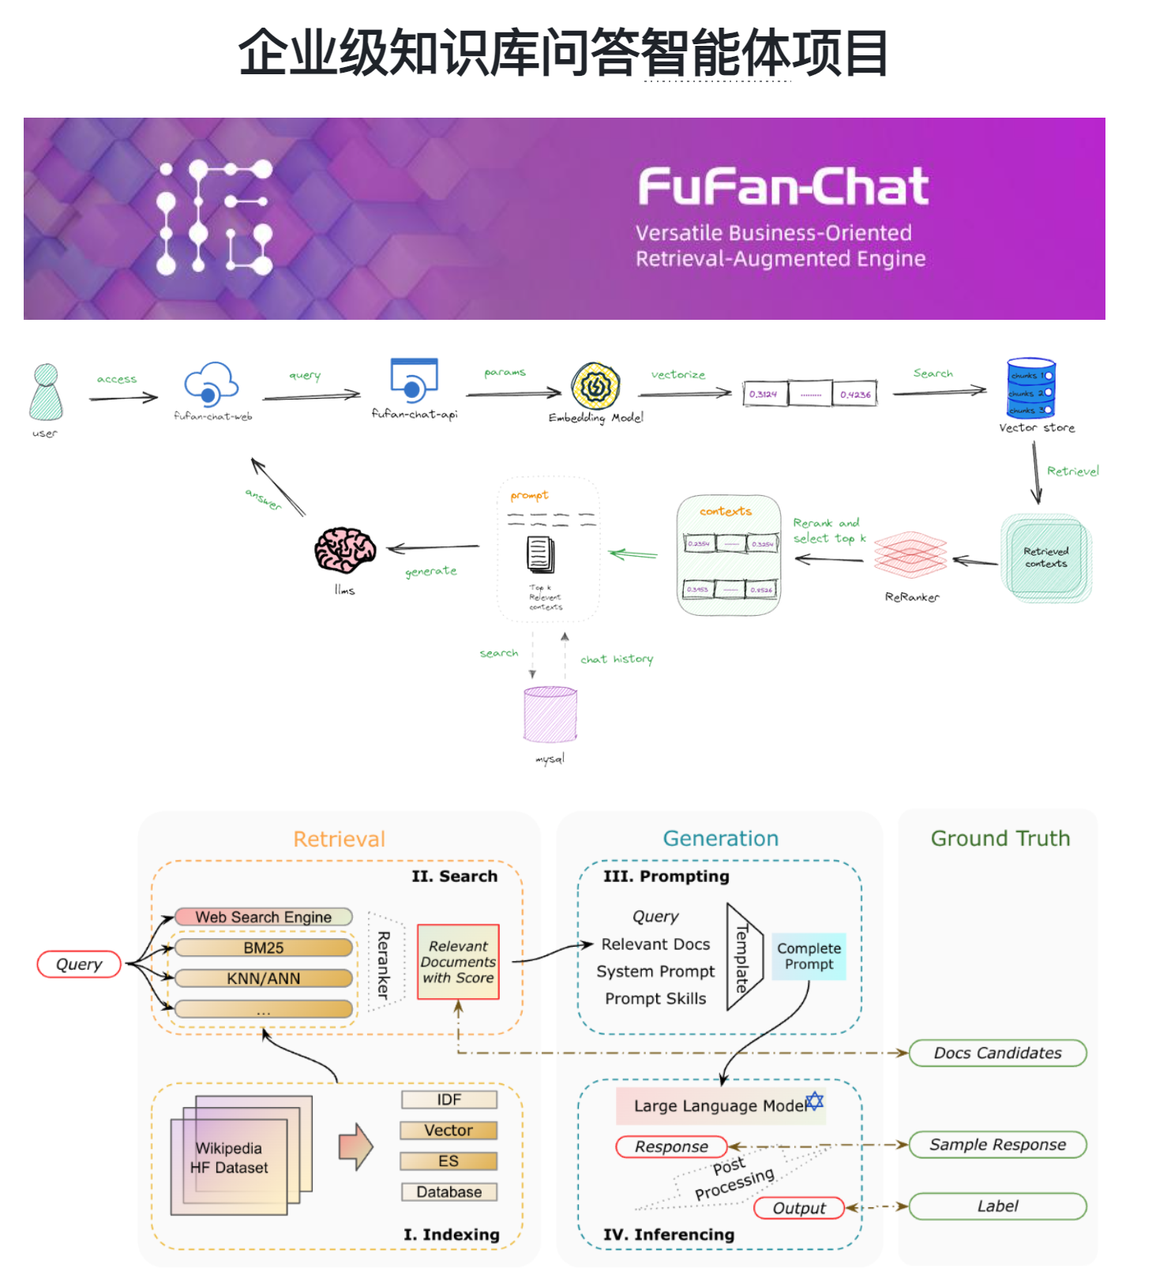 企业级知识库问答智能体项目
FuFan-Chat
Versatile Business-Oriented
Retrieval-Augmented Engine
access
query
params
vectorize
Search
0.3124
........
0.4236
chunks 1
chunks 2
chunks 3
user
fufan-chat-web
fufan-chat-api
Embedding Model
Vector store
Retrievel
answer
prompt
contexts
Rerank and
select top k
0.2354
0.3254
Retrieved
contexts
generate
llms
Top k
Relevent
contexts
0.3455
0.8526
ReRanker
search
chat history
mysql
Retrieval
Generation
Ground Truth
II. Search
III. Prompting
Query
Web Search Engine
BM25
KNN/ANN
...
Reranker
Relevant
Documents
with Score
Query
Relevant Docs
System Prompt
Prompt Skills
Template
Complete
Prompt
Docs Candidates
Wikipedia
HF Dataset
IDF
Vector
ES
Database
I. Indexing
Large Language Model
Response
Post
Processing
Output
IV. Inferencing
Sample Response
Label